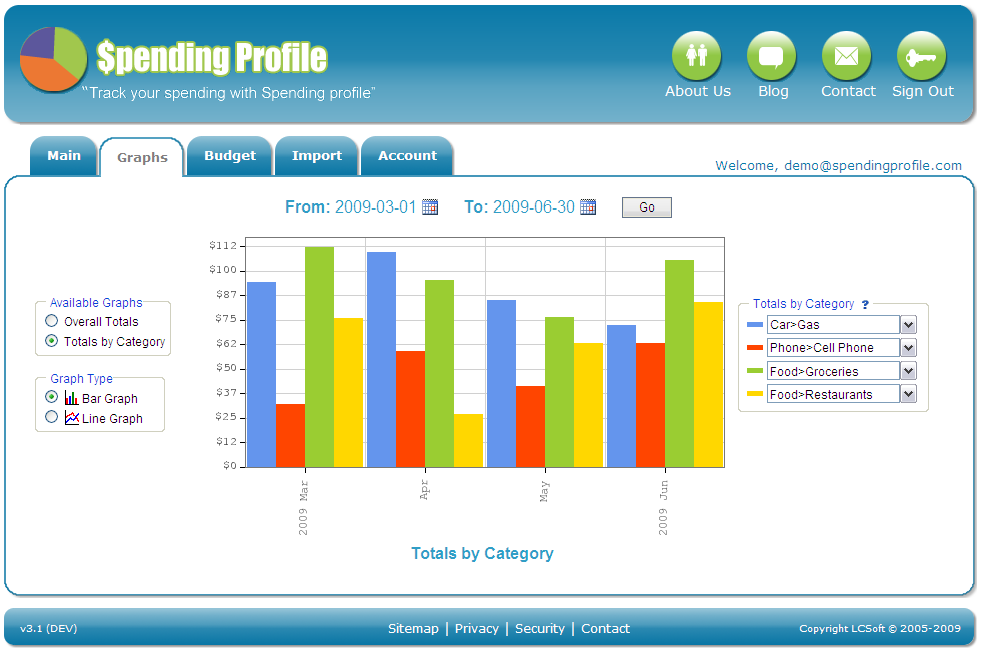 $pending Profile
"Track your spending with Spending profile"
About Us
Blog
Contact
Sign Out
Main
Graphs
Budget
Import
Account
Welcome, demo@spendingprofile.com
From: 2009-03-01
To: 2009-06-30
Go
Available Graphs
Overall Totals
Totals by Category
Graph Type
Bar Graph
Line Graph
$112
$100
$87
$75
$62
$50
$37
$25
$12
$0
2009 Mar
Apr
May
2009 Jun
Totals by Category
Totals by Category ?
Car>Gas
Phone>Cell Phone
Food>Groceries
Food>Restaurants
v3.1 (DEV)
Sitemap | Privacy | Security | Contact
Copyright LCSoft © 2005-2009